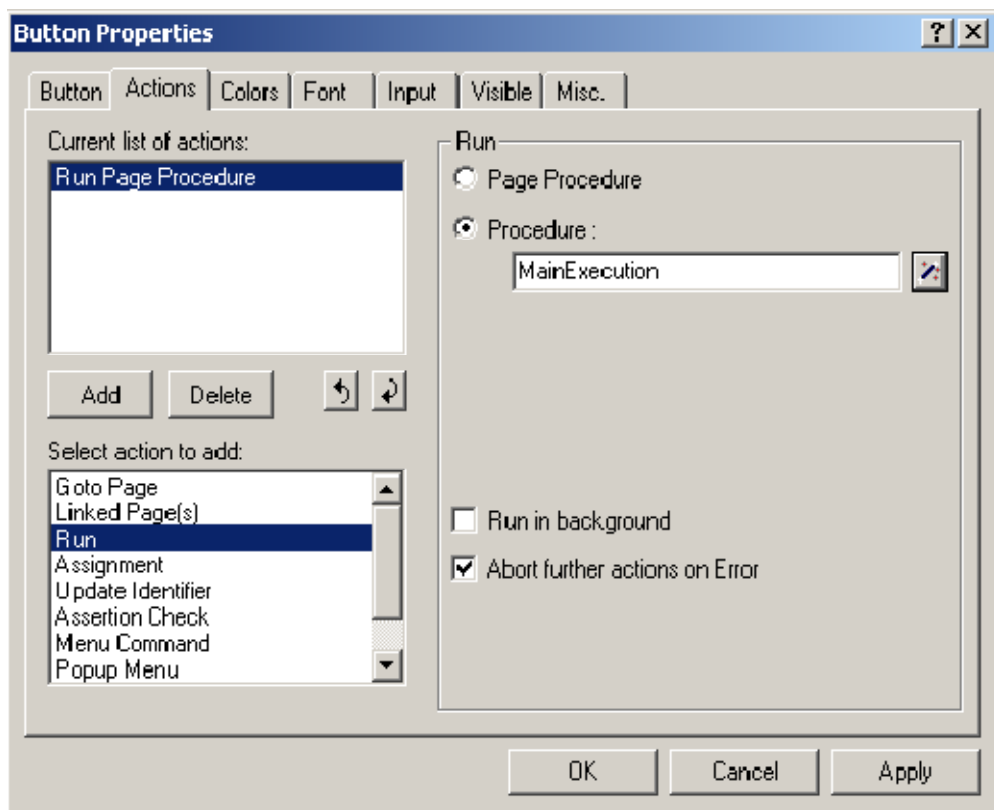 Button Properties
Button Actions Colors Font Input Visible Misc.
Current list of actions:
Run Page Procedure
Add Delete
Select action to add:
Goto Page
Linked Page(s)
Run
Assignment
Update Identifier
Assertion Check
Menu Command
Popup Menu
Run
Page Procedure
Procedure :
MainExecution
Run in background
Abort further actions on Error
OK Cancel Apply